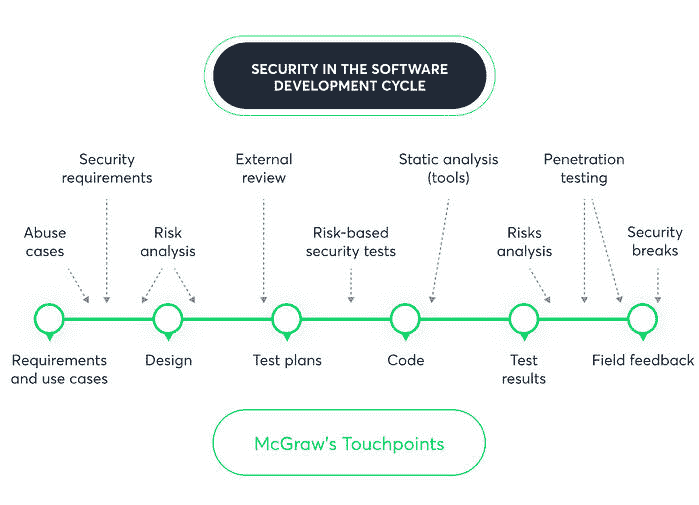 SECURITY IN THE SOFTWARE
DEVELOPMENT CYCLE
Security
requirements
External
review
Static analysis
(tools)
Penetration
testing
Abuse
cases
Risk
analysis
Risk-based
security tests
Risks
analysis
Security
breaks
Requirements
and use cases
Design
Test plans
Code
Test
results
Field feedback
McGraw's Touchpoints